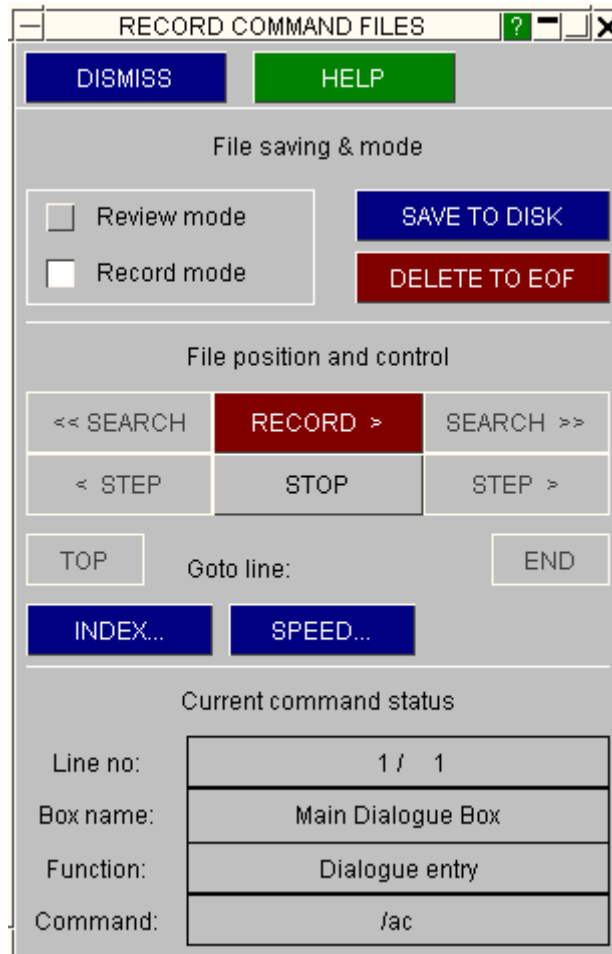 RECORD COMMAND FILES ?
DISMISS HELP
File saving & mode
Review mode SAVE TO DISK
Record mode DELETE TO EOF
File position and control
<< SEARCH RECORD > SEARCH >>
< STEP STOP STEP >
TOP Goto line: END
INDEX... SPEED...
Current command status
Line no: 1 / 1
Box name: Main Dialogue Box
Function: Dialogue entry
Command: /ac